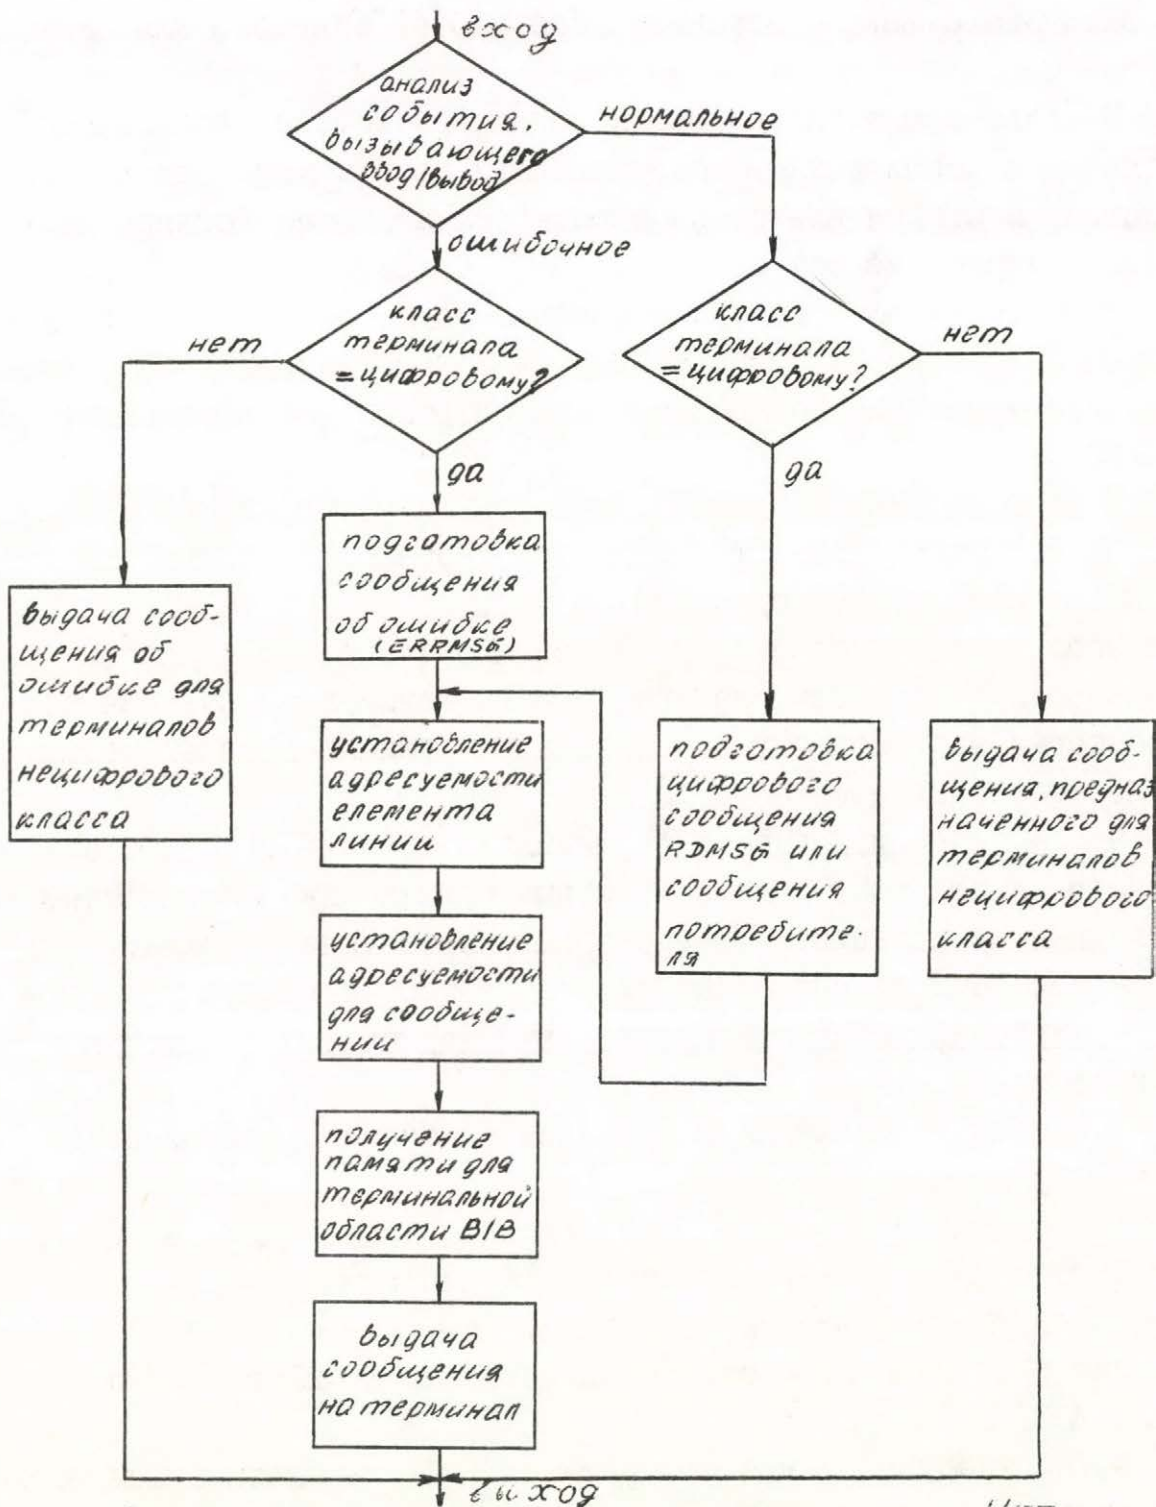 вход
анализ
события,
вызывающего
ввод/вывод
нормальное
ошибочное
класс
терминала
=цифровому?
нет
да
класс
терминала
=цифровому?
нет
да
подготовка
сообщения
об ошибке
(ERRMSG)
выдача сооб-
щения об
ошибке для
терминалов
нецифрового
класса
установление
адресуемости
елемента
линии
подготовка
цифрового
сообщения
RDMSG или
сообщения
потребите-
ля
выдача сооб-
щения, предназ
наченного для
терминалов
нецифрового
класса
установление
адресуемости
для сообще-
нии
получение
памяти для
терминальной
области В/В
выдача
сообщения
на терминал
выход